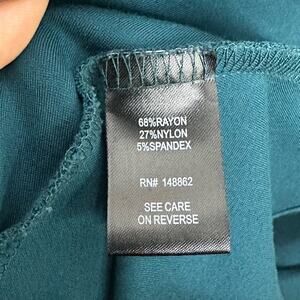 68%RAYON
27%NYLON
5%SPANDEX
RN# 148862
SEE CARE
ON REVERSE